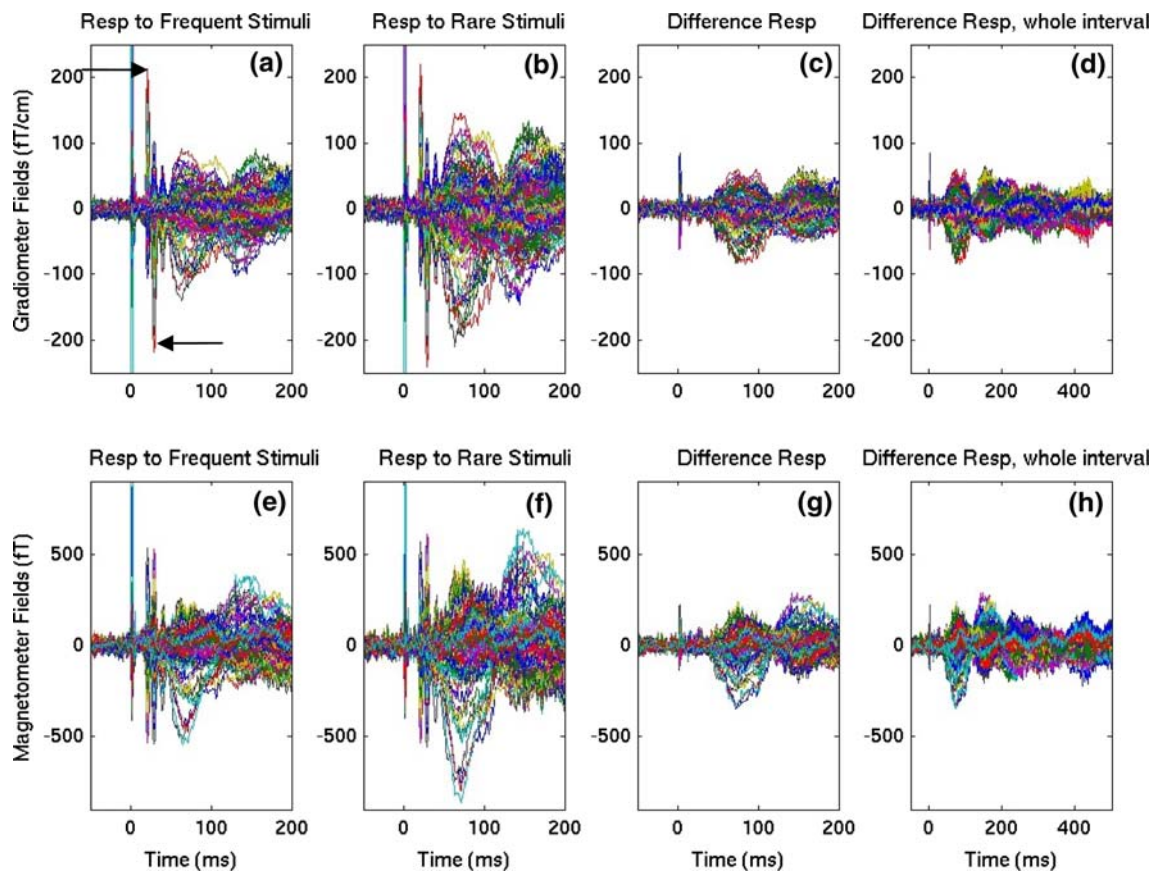 Resp to Frequent Stimuli Resp to Rare Stimuli Difference Resp Difference Resp, whole interval
(a) (b) (c) (d)
Gradiometer Fields (fT/cm)
200 200 200 200
100 100 100 100
0 0 0 0
-100 -100 -100 -100
-200 -200 -200 -200
0 100 200 0 100 200 0 100 200 0 200 400
Resp to Frequent Stimuli Resp to Rare Stimuli Difference Resp Difference Resp, whole interval
(e) (f) (g) (h)
Magnetometer Fields (fT)
500 500 500 500
0 0 0 0
-500 -500 -500 -500
0 100 200 0 100 200 0 100 200 0 200 400
Time (ms) Time (ms) Time (ms) Time (ms)